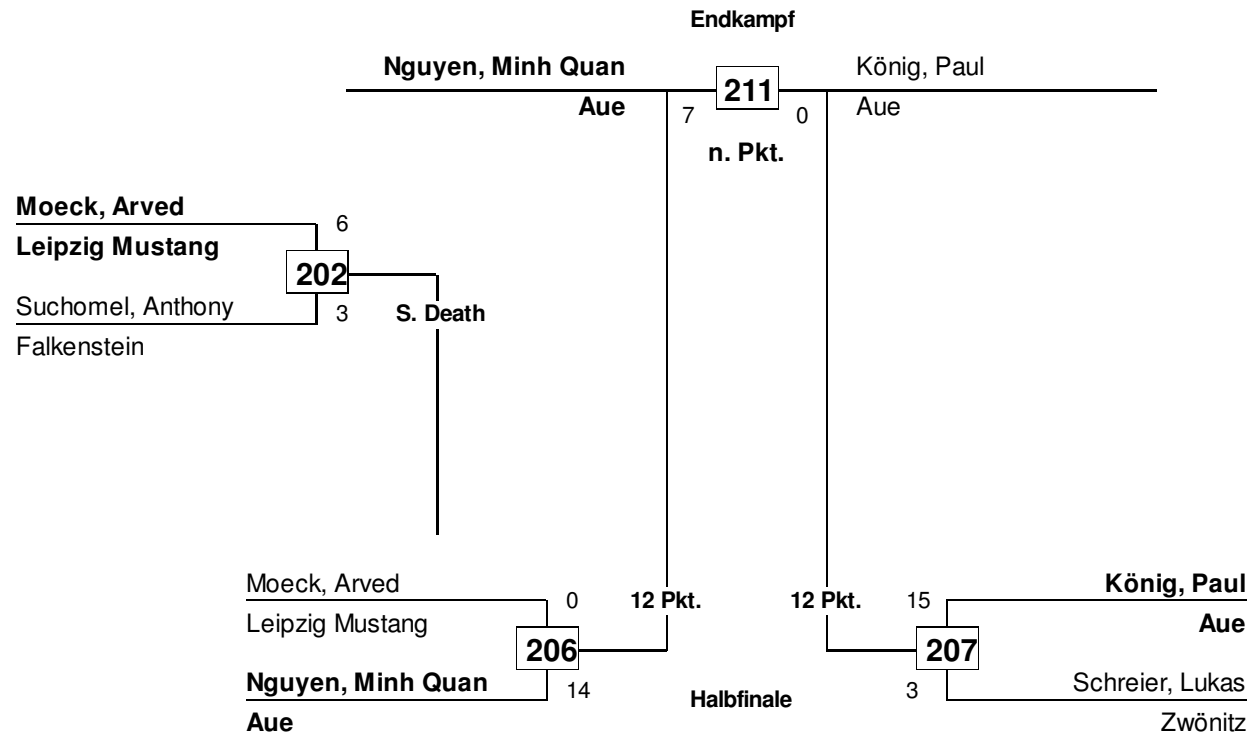 Endkampf
Nguyen, Minh Quan
Aue
211
König, Paul
Aue
7
0
n. Pkt.
Moeck, Arved
Leipzig Mustang
6
202
Suchomel, Anthony
Falkenstein
3
S. Death
Moeck, Arved
Leipzig Mustang
0
206
Nguyen, Minh Quan
Aue
14
12 Pkt.
12 Pkt.
Halbfinale
15
König, Paul
Aue
207
3
Schreier, Lukas
Zwönitz